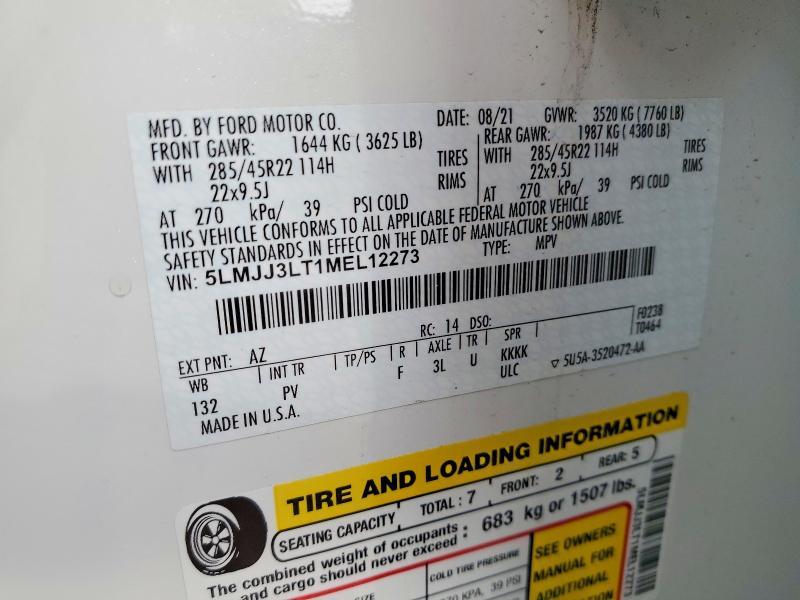 MFD. BY FORD MOTOR CO. DATE: 08/21 GVWR: 3520 KG ( 7760 LB)
FRONT GAWR: 1644 KG ( 3625 LB) REAR GAWR: 1987 KG ( 4380 LB)
WITH 285/45R22 114H TIRES WITH 285/45R22 114H TIRES
22x9.5J RIMS 22x9.5J RIMS
AT 270 kPa/ 39 PSI COLD AT 270 kPa/ 39 PSI COLD
THIS VEHICLE CONFORMS TO ALL APPLICABLE FEDERAL MOTOR VEHICLE
SAFETY STANDARDS IN EFFECT ON THE DATE OF MANUFACTURE SHOWN ABOVE.
VIN: 5LMJJ3LT1MEL12273 TYPE: MPV
F0238
EXT PNT: AZ RC: 14 DSO: T0464
WB INT TR TP/PS R AXLE TR SPR
132 PV F 3L U KKKK
ULC ▽ 5U5A-3520472-AA
MADE IN U.S.A.
TIRE AND LOADING INFORMATION
SEATING CAPACITY TOTAL : 7 FRONT: 2 REAR: 5
The combined weight of occupants
and cargo should never exceed : 683 kg or 1507 lbs.
SIZE COLD TIRE PRESSURE
270 KPA, 39 PSI
SEE OWNERS
MANUAL FOR
ADDITIONAL
5LMJJ3LT1MEL12273